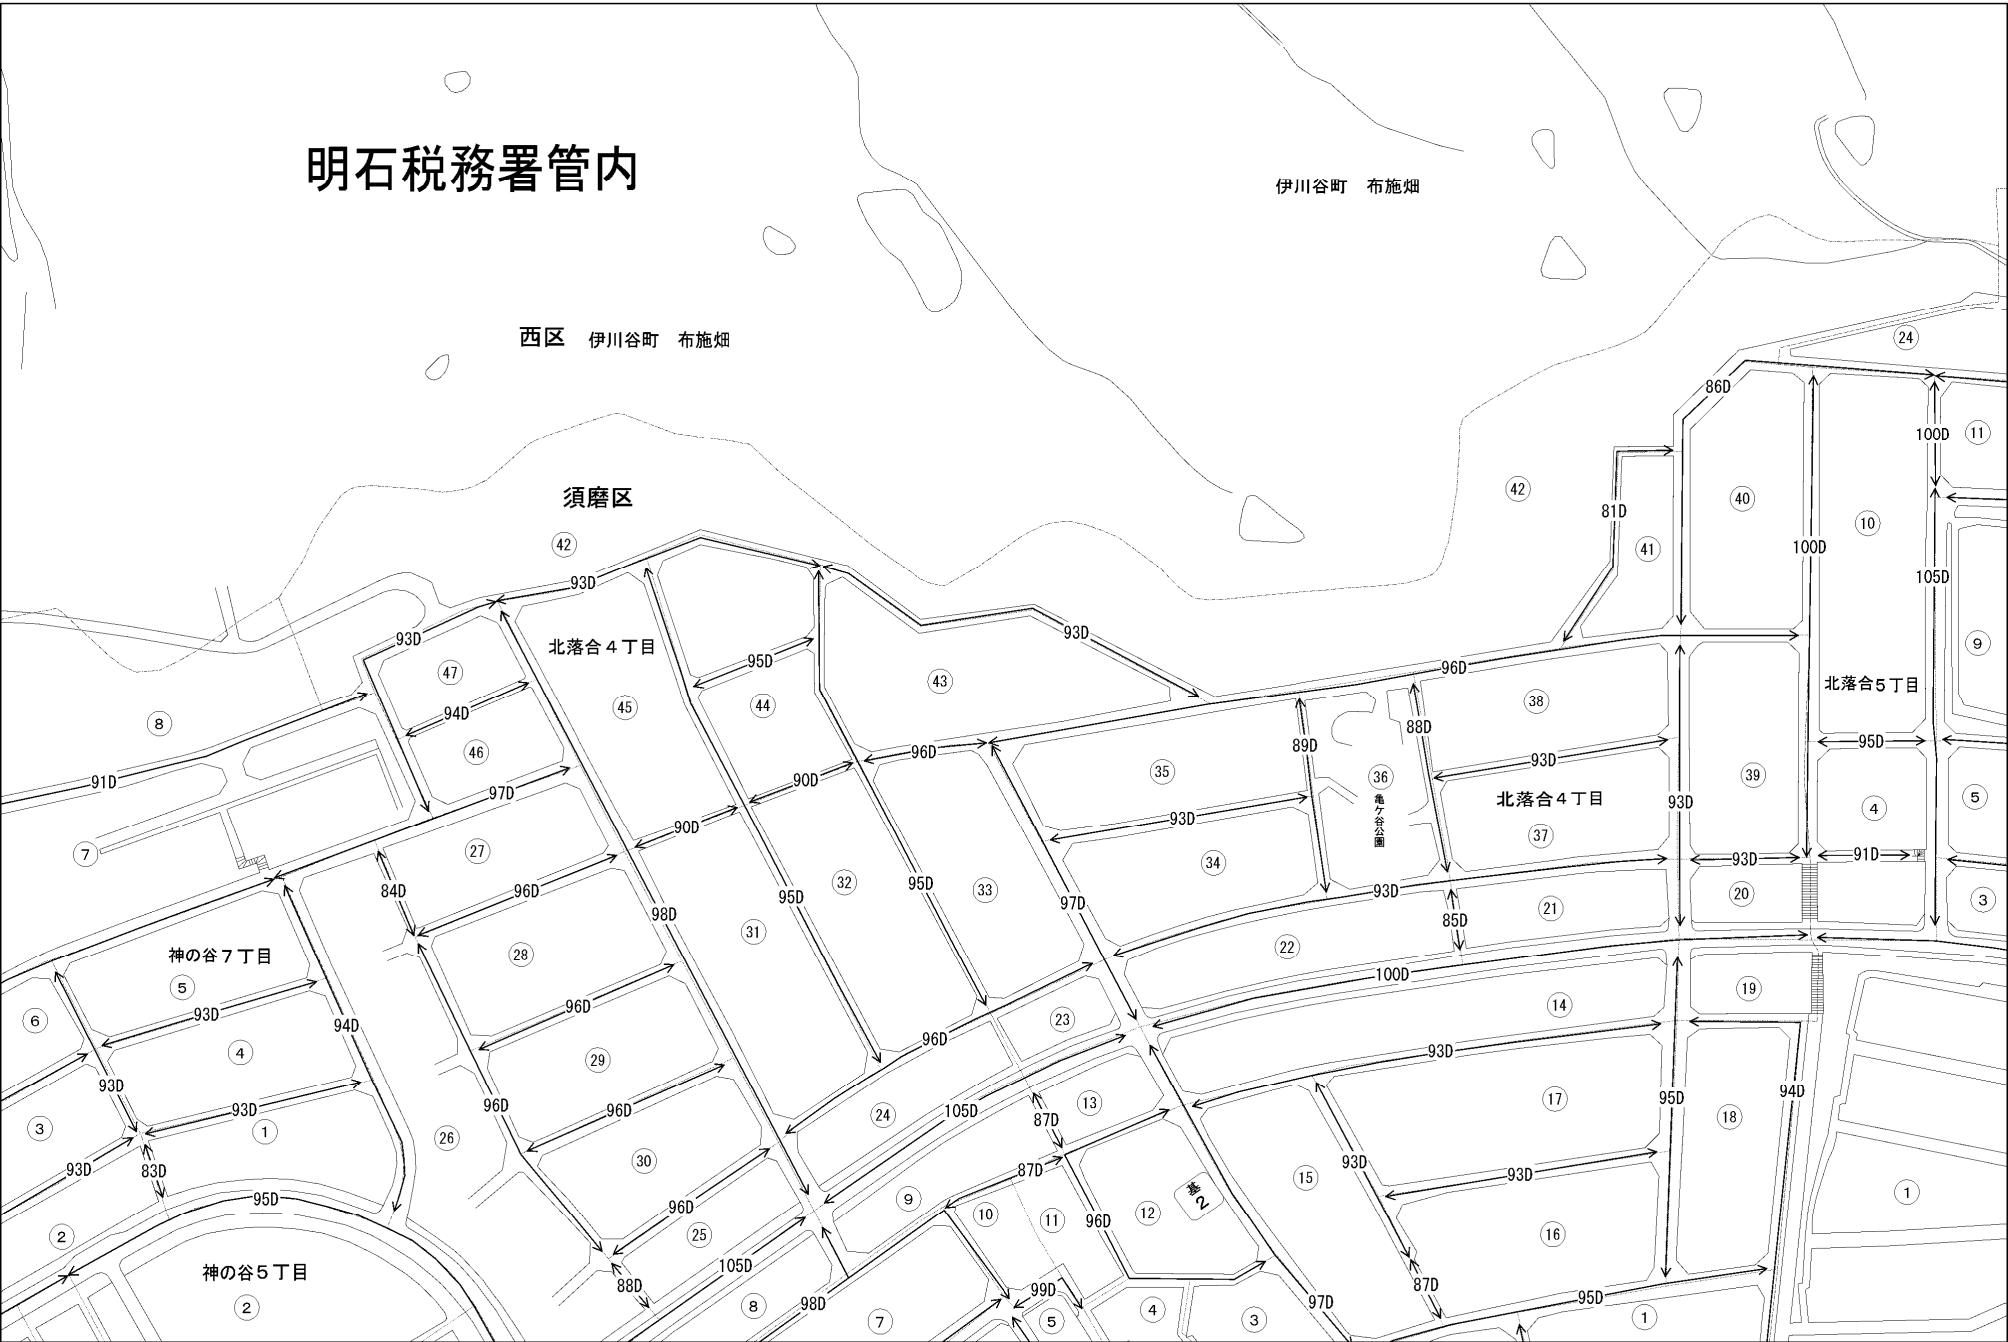 明石税務署管内
伊川谷町　布施畑
西区　伊川谷町　布施畑
24
86D
100D
11
須磨区
42
40
81D
10
42
41
100D
105D
93D
93D
93D
9
北落合４丁目
95D
96D
47
43
北落合５丁目
38
45
44
8
94D
88D
46
96D
89D
95D
35
36
93D
39
91D
97D
90D
北落合４丁目
5
93D
4
亀ケ谷公園
93D
90D
37
7
27
34
91D
93D
84D
96D
32
95D
33
93D
95D
20
3
98D
97D
21
31
85D
22
神の谷７丁目
28
100D
5
19
96D
14
93D
6
94D
23
96D
4
29
93D
93D
94D
95D
93D
96D
96D
105D
13
17
24
18
3
87D
1
26
30
93D
93D
83D
87D
15
93D
95D
9
基2
1
96D
10
12
11
96D
2
25
16
神の谷５丁目
105D
88D
87D
99D
95D
2
8
98D
97D
4
7
5
3
1